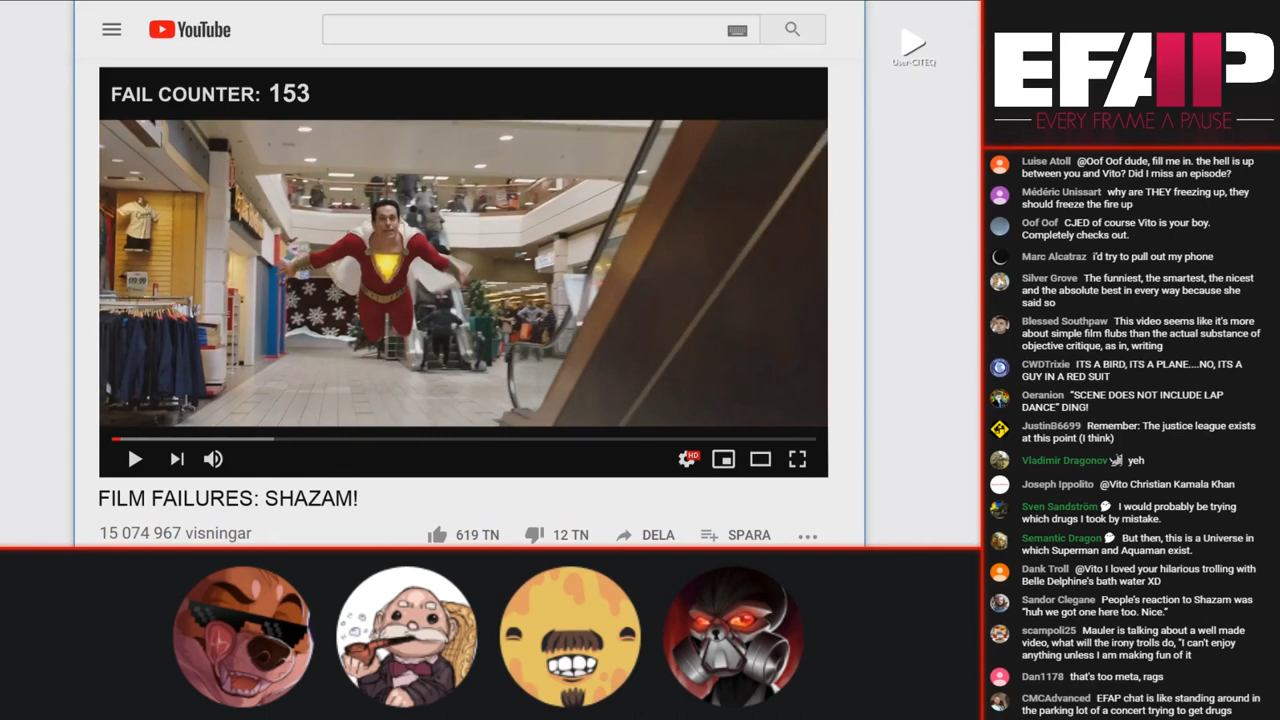 YouTube
User-CITEQ
FAIL COUNTER: 153
HD
FILM FAILURES: SHAZAM!
15 074 967 visningar
619 TN
12 TN
DELA
SPARA
EFAP
EVERY FRAME A PAUSE
Luise Atoll @Oof Oof dude, fill me in. the hell is up
between you and Vito? Did I miss an episode?
Médéric Unissart why are THEY freezing up, they
should freeze the fire up
Oof Oof CJED of course Vito is your boy.
Completely checks out.
Marc Alcatraz i'd try to pull out my phone
Silver Grove The funniest, the smartest, the nicest
and the absolute best in every way because she
said so
Blessed Southpaw This video seems like it's more
about simple film flubs than the actual substance of
objective critique, as in, writing
CWDTrixie ITS A BIRD, ITS A PLANE....NO, ITS A
GUY IN A RED SUIT
Oeranion "SCENE DOES NOT INCLUDE LAP
DANCE" DING!
JustinB6699 Remember: The justice league exists
at this point (I think)
Vladimir Dragonov yeh
Joseph Ippolito @Vito Christian Kamala Khan
Sven Sandström I would probably be trying
which drugs I took by mistake.
Semantic Dragon But then, this is a Universe in
which Superman and Aquaman exist.
Dank Troll @Vito I loved your hilarious trolling with
Belle Delphine's bath water XD
Sandor Clegane People's reaction to Shazam was
"huh we got one here too. Nice."
scampoli25 Mauler is talking about a well made
video, what will the irony trolls do, "I can't enjoy
anything unless I am making fun of it
Dan1178 that's too meta, rags
CMCAdvanced EFAP chat is like standing around in
the parking lot of a concert trying to get drugs